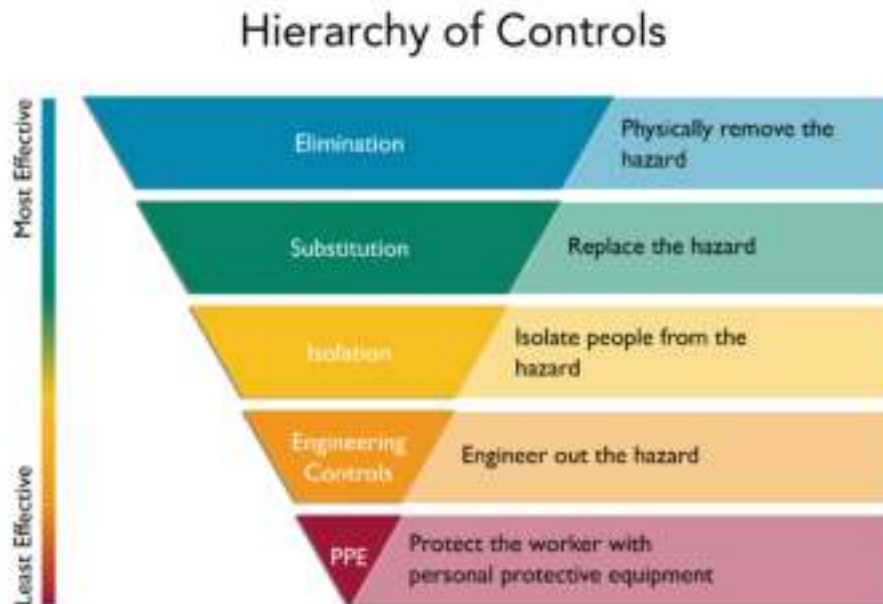 Hierarchy of Controls
Most Effective
Elimination
Physically remove the
hazard
Substitution
Replace the hazard
Isolation
Isolate people from the
hazard
Engineering
Controls
Engineer out the hazard
Least Effective
PPE
Protect the worker with
personal protective equipment